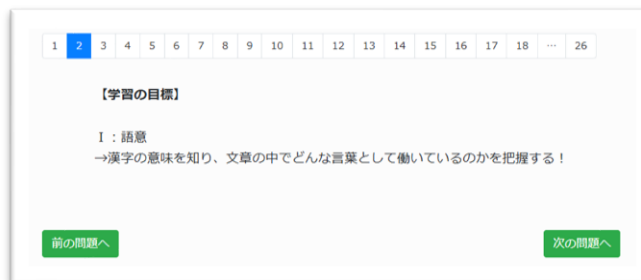 1 2 3 4 5 6 7 8 9 10 11 12 13 14 15 16 17 18 … 26
【学習の目標】
Ⅰ：語意
→漢字の意味を知り、文章の中でどんな言葉として働いているのかを把握する！
前の問題へ
次の問題へ